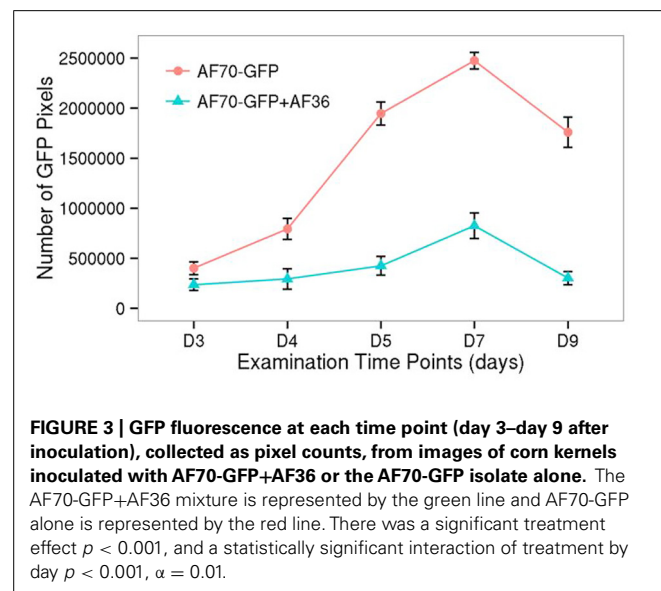 2500000
2000000
1500000
1000000
500000
0
Number of GFP Pixels
AF70-GFP
AF70-GFP+AF36
D3 D4 D5 D7 D9
Examination Time Points (days)
FIGURE 3 | GFP fluorescence at each time point (day 3–day 9 after
inoculation), collected as pixel counts, from images of corn kernels
inoculated with AF70-GFP+AF36 or the AF70-GFP isolate alone. The
AF70-GFP+AF36 mixture is represented by the green line and AF70-GFP
alone is represented by the red line. There was a significant treatment
effect p < 0.001, and a statistically significant interaction of treatment by
day p < 0.001, α = 0.01.